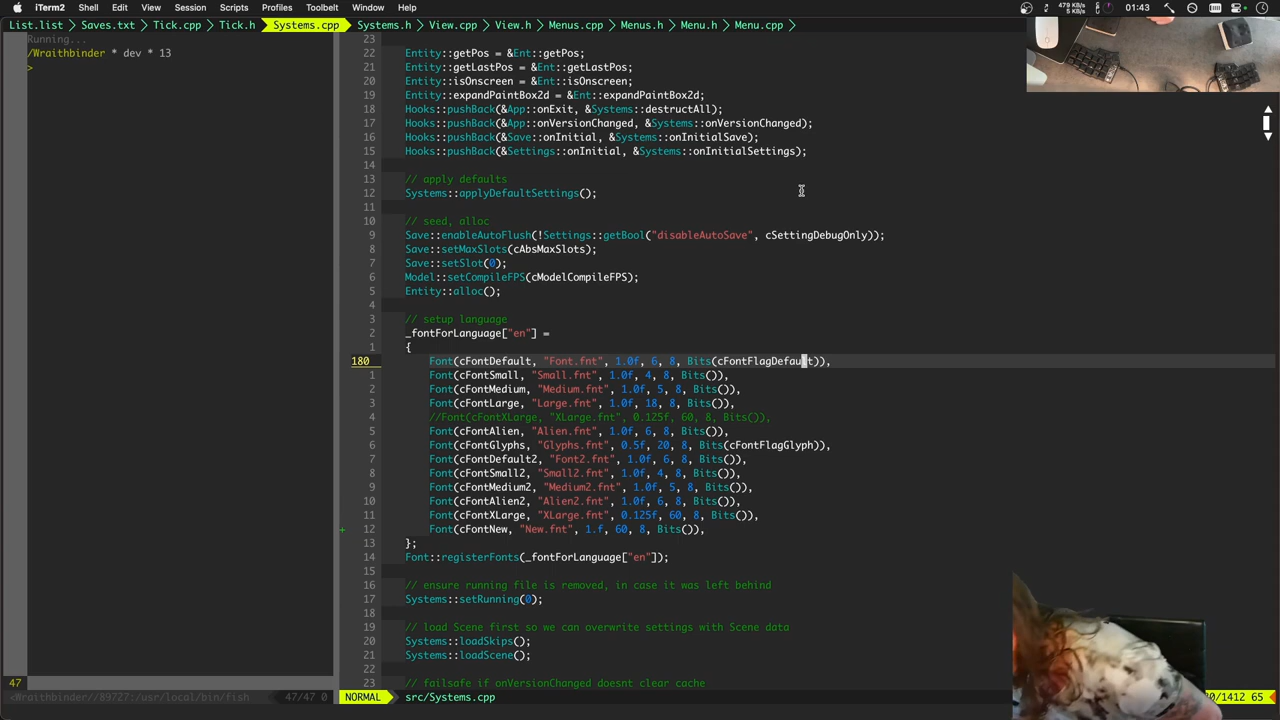 iTerm2 Shell Edit View Session Scripts Profiles Toolbelt Window Help
479 KB/s
5 KB/s
01:43
List.list Saves.txt Tick.cpp Tick.h Systems.cpp Systems.h View.cpp View.h Menus.cpp Menus.h Menu.h Menu.cpp
Running...
/Wraithbinder * dev * 13
>
23
22 Entity::getPos = &Ent::getPos;
21 Entity::getLastPos = &Ent::getLastPos;
20 Entity::isOnscreen = &Ent::isOnscreen;
19 Entity::expandPaintBox2d = &Ent::expandPaintBox2d;
18 Hooks::pushBack(&App::onExit, &Systems::destructAll);
17 Hooks::pushBack(&App::onVersionChanged, &Systems::onVersionChanged);
16 Hooks::pushBack(&Save::onInitial, &Systems::onInitialSave);
15 Hooks::pushBack(&Settings::onInitial, &Systems::onInitialSettings);
14
13 // apply defaults
12 Systems::applyDefaultSettings();
11
10 // seed, alloc
9 Save::enableAutoFlush(!Settings::getBool("disableAutoSave", cSettingDebugOnly));
8 Save::setMaxSlots(cAbsMaxSlots);
7 Save::setSlot(0);
6 Model::setCompileFPS(cModelCompileFPS);
5 Entity::alloc();
4
3 // setup language
2 _fontForLanguage["en"] =
1 {
180 Font(cFontDefault, "Font.fnt", 1.0f, 6, 8, Bits(cFontFlagDefault)),
1 Font(cFontSmall, "Small.fnt", 1.0f, 4, 8, Bits()),
2 Font(cFontMedium, "Medium.fnt", 1.0f, 5, 8, Bits()),
3 Font(cFontLarge, "Large.fnt", 1.0f, 18, 8, Bits()),
4 //Font(cFontXLarge, "XLarge.fnt", 0.125f, 60, 8, Bits()),
5 Font(cFontAlien, "Alien.fnt", 1.0f, 6, 8, Bits()),
6 Font(cFontGlyphs, "Glyphs.fnt", 0.5f, 20, 8, Bits(cFontFlagGlyph)),
7 Font(cFontDefault2, "Font2.fnt", 1.0f, 6, 8, Bits()),
8 Font(cFontSmall2, "Small2.fnt", 1.0f, 4, 8, Bits()),
9 Font(cFontMedium2, "Medium2.fnt", 1.0f, 5, 8, Bits()),
10 Font(cFontAlien2, "Alien2.fnt", 1.0f, 6, 8, Bits()),
11 Font(cFontXLarge, "XLarge.fnt", 0.125f, 60, 8, Bits()),
+ 12 Font(cFontNew, "New.fnt", 1.f, 60, 8, Bits()),
13 };
14 Font::registerFonts(_fontForLanguage["en"]);
15
16 // ensure running file is removed, in case it was left behind
17 Systems::setRunning(0);
18
19 // load Scene first so we can overwrite settings with Scene data
20 Systems::loadSkips();
21 Systems::loadScene();
22
23 // failsafe if onVersionChanged doesnt clear cache
47
<Wraithbinder//89727:/usr/local/bin/fish 47/47 0 NORMAL src/Systems.cpp 0/1412 65